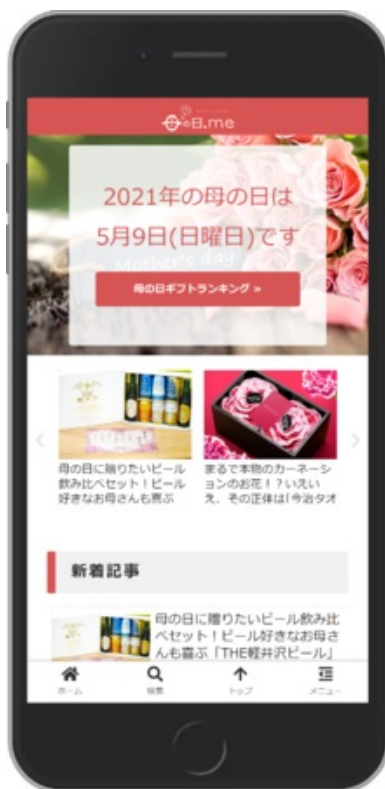 母の日.me
2021年の母の日は
5月9日(日曜日)です
Mother's day
母の日ギフトランキング »
母の日に贈りたいビール
飲み比べセット！ビール
好きなお母さんも喜ぶ
まるで本物のカーネーシ
ョンのお花！？いえい
え、その正体は「今治タオ
新着記事
母の日に贈りたいビール飲み比
べセット！ビール好きなお母さ
んも喜ぶ「THE軽井沢ビール」
ホーム
検索
トップ
メニュー